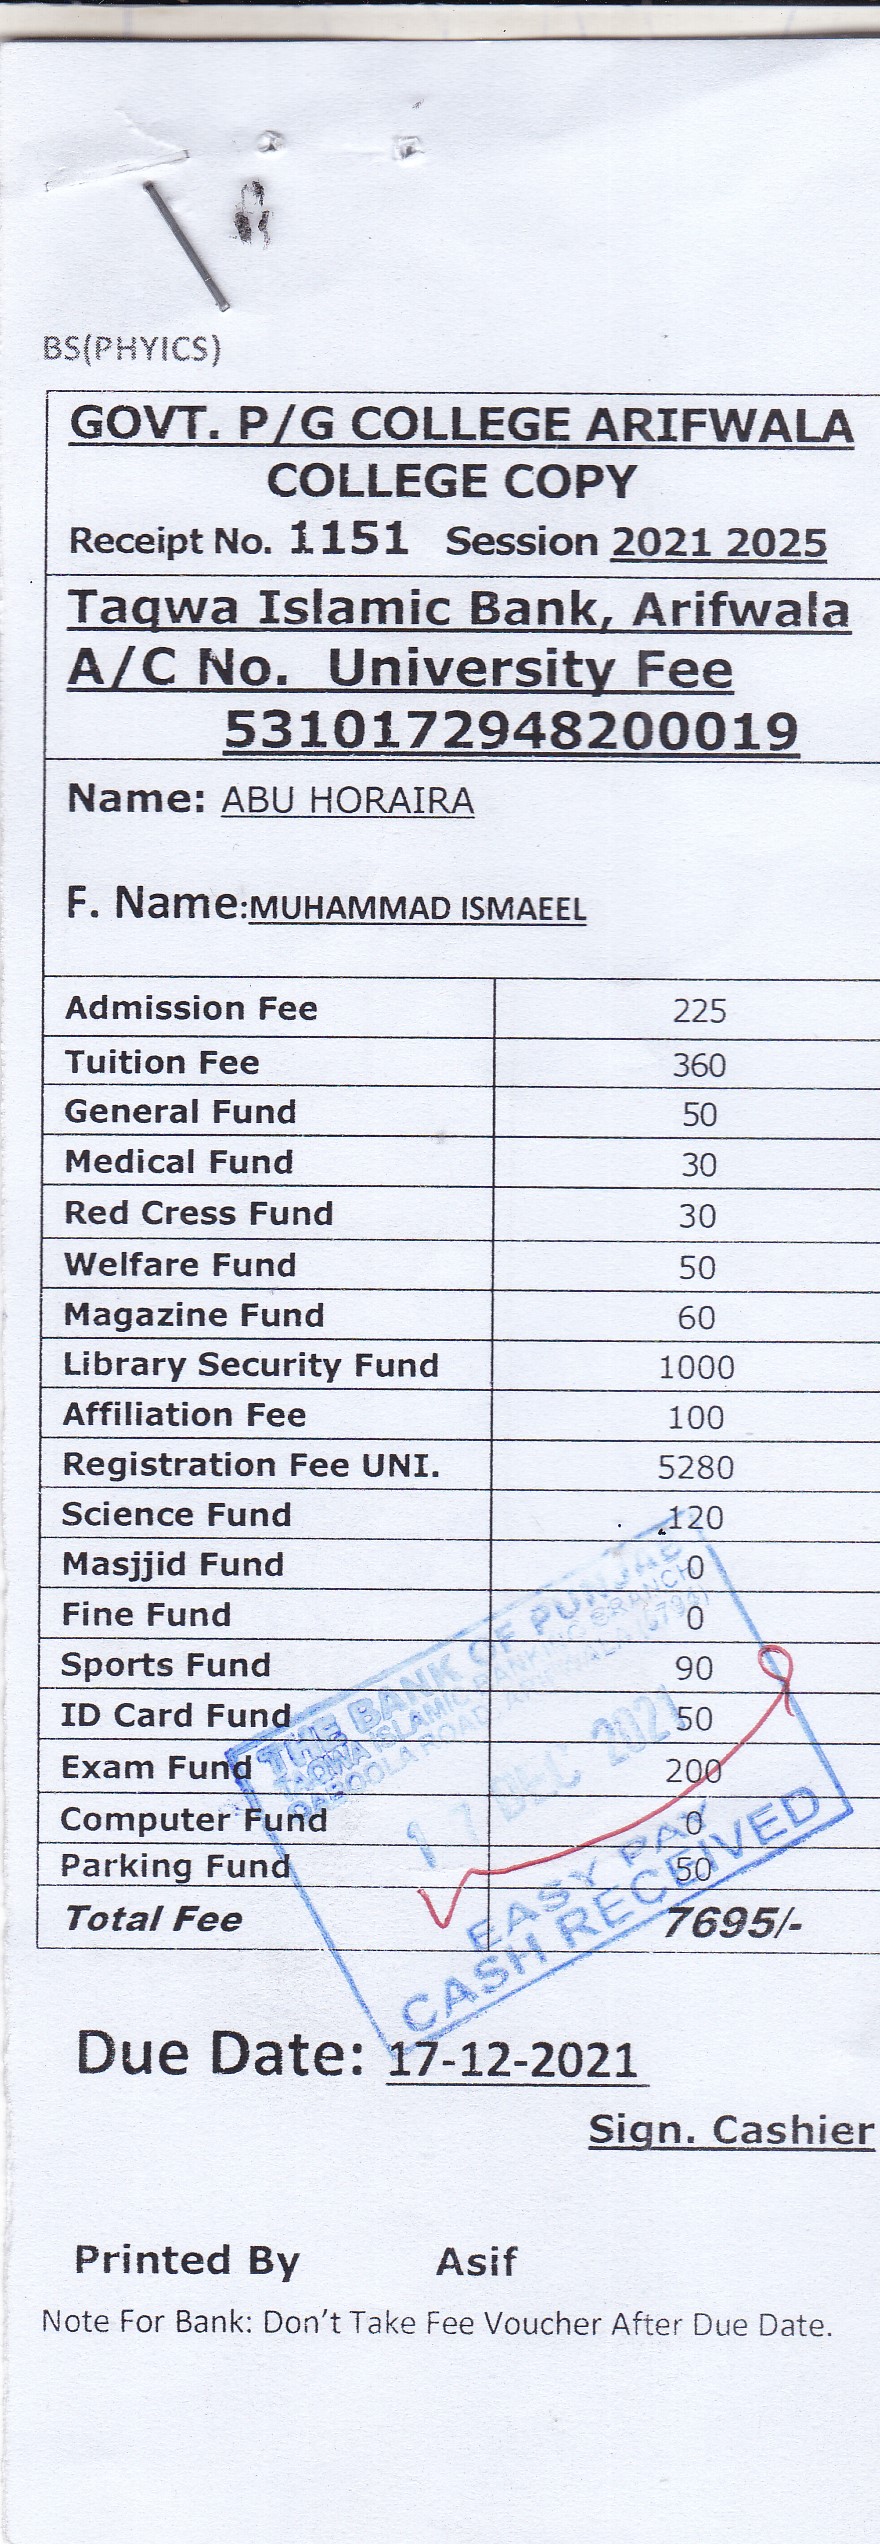 BS(PHYICS)
GOVT. P/G COLLEGE ARIFWALA
COLLEGE COPY
Receipt No. 1151 Session 2021 2025
Taqwa Islamic Bank, Arifwala
A/C No. University Fee
5310172948200019
Name: ABU HORAIRA
F. Name:MUHAMMAD ISMAEEL
Admission Fee 225
Tuition Fee 360
General Fund 50
Medical Fund 30
Red Cress Fund 30
Welfare Fund 50
Magazine Fund 60
Library Security Fund 1000
Affiliation Fee 100
Registration Fee UNI. 5280
Science Fund 120
Masjjid Fund 0
Fine Fund 0
Sports Fund 90
ID Card Fund 50
Exam Fund 200
Computer Fund 0
Parking Fund 50
Total Fee 7695/-
THE BANK OF PUNJAB
TAQWA ISLAMIC BANKING BRANCH
QABOOLA ROAD, ARIFWALA (6794)
17 DEC 2021
EASY PAY
CASH RECEIVED
Due Date: 17-12-2021
Sign. Cashier
Printed By Asif
Note For Bank: Don't Take Fee Voucher After Due Date.